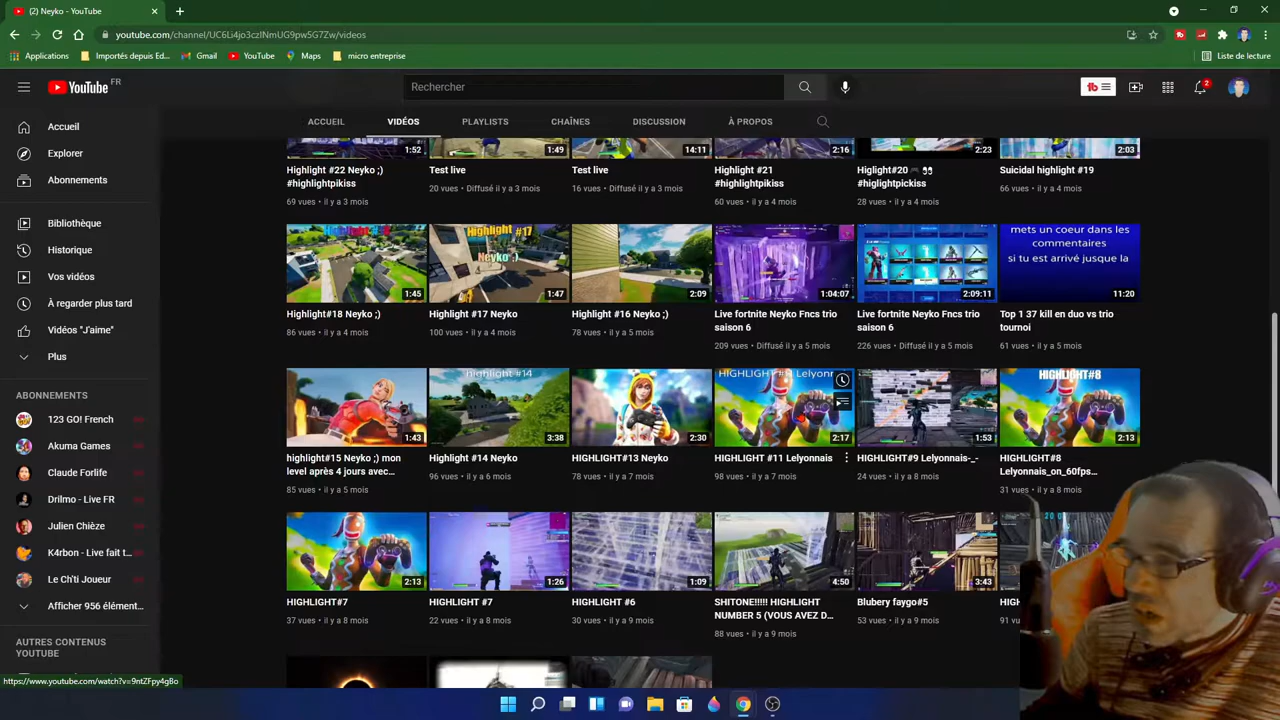 (2) Neyko - YouTube
youtube.com/channel/UC6Li4jo3czINmUG9pw5G7Zw/videos
Applications
Importés depuis Ed...
Gmail
YouTube
Maps
micro entreprise
Liste de lecture
YouTube FR
Rechercher
2
ACCUEIL
VIDÉOS
PLAYLISTS
CHAÎNES
DISCUSSION
À PROPOS
Accueil
Explorer
Abonnements
Bibliothèque
Historique
Vos vidéos
À regarder plus tard
Vidéos "J'aime"
Plus
ABONNEMENTS
123 GO! French
Akuma Games
Claude Forlife
Drilmo - Live FR
Julien Chièze
K4rbon - Live fait t...
Le Ch'ti Joueur
Afficher 956 élément...
AUTRES CONTENUS
YOUTUBE
1:52
1:49
14:11
2:16
2:23
2:03
Highlight #22 Neyko ;)
#highlightpikiss
69 vues • il y a 3 mois
Test live
20 vues • Diffusé il y a 3 mois
Test live
16 vues • Diffusé il y a 3 mois
Highlight #21
#highlightpikiss
60 vues • il y a 4 mois
Higlight#20
#higlightpickiss
28 vues • il y a 4 mois
Suicidal highlight #19
66 vues • il y a 4 mois
1:45
Highlight #17
Neyko ;)
1:47
2:09
1:04:07
2:09:11
mets un coeur dans les
commentaires
si tu est arrivé jusque la
11:20
Highlight#18 Neyko ;)
86 vues • il y a 4 mois
Highlight #17 Neyko
100 vues • il y a 4 mois
Highlight #16 Neyko ;)
78 vues • il y a 5 mois
Live fortnite Neyko Fncs trio
saison 6
209 vues • Diffusé il y a 5 mois
Live fortnite Neyko Fncs trio
saison 6
226 vues • Diffusé il y a 5 mois
Top 1 37 kill en duo vs trio
tournoi
61 vues • il y a 5 mois
1:43
highlight #14
3:38
2:30
2:17
1:53
HIGHLIGHT#8
2:13
highlight#15 Neyko ;) mon
level après 4 jours avec...
85 vues • il y a 5 mois
Highlight #14 Neyko
96 vues • il y a 6 mois
HIGHLIGHT#13 Neyko
78 vues • il y a 7 mois
HIGHLIGHT #11 Lelyonnais
98 vues • il y a 7 mois
HIGHLIGHT#9 Lelyonnais-_-
24 vues • il y a 8 mois
HIGHLIGHT#8
Lelyonnais_on_60fps...
31 vues • il y a 8 mois
2:13
1:26
1:09
4:50
3:43
HIGHLIGHT#7
37 vues • il y a 8 mois
HIGHLIGHT #7
22 vues • il y a 8 mois
HIGHLIGHT #6
30 vues • il y a 9 mois
SHITONE!!!!! HIGHLIGHT
NUMBER 5 (VOUS AVEZ D...
88 vues • il y a 9 mois
Blubery faygo#5
53 vues • il y a 9 mois
https://www.youtube.com/watch?v=9ntZFpy4gBo